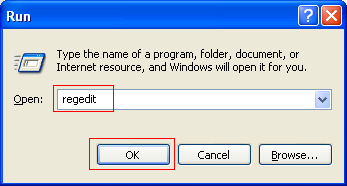 Run
Type the name of a program, folder, document, or
Internet resource, and Windows will open it for you.
Open: regedit
OK Cancel Browse...